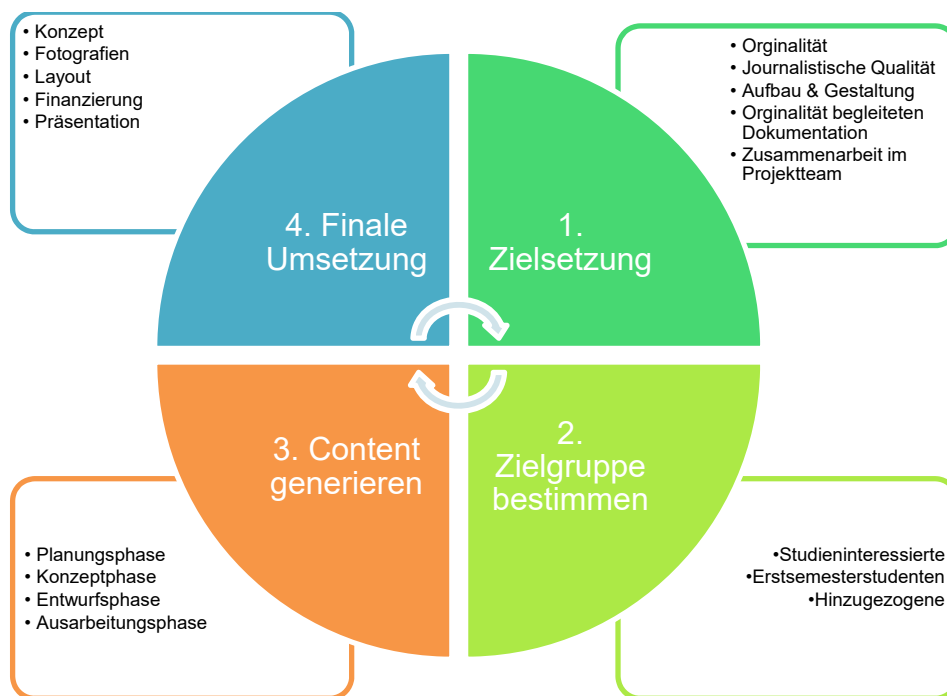 • Konzept
• Fotografien
• Layout
• Finanzierung
• Präsentation
• Orginalität
• Journalistische Qualität
• Aufbau & Gestaltung
• Orginalität begleiteten
Dokumentation
• Zusammenarbeit im
Projektteam
4. Finale
Umsetzung
1.
Zielsetzung
3. Content
generieren
2.
Zielgruppe
bestimmen
• Planungsphase
• Konzeptphase
• Entwurfsphase
• Ausarbeitungsphase
•Studieninteressierte
•Erstsemesterstudenten
•Hinzugezogene